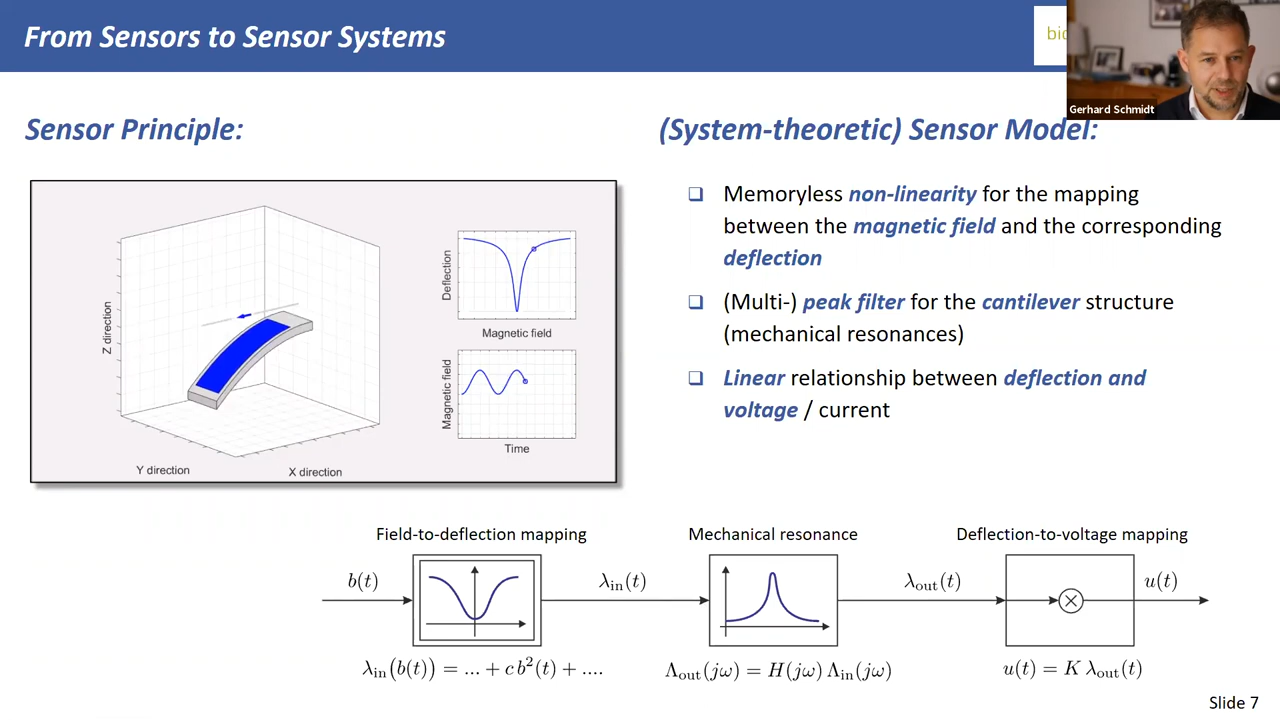 From Sensors to Sensor Systems
Gerhard Schmidt
Sensor Principle:
Z direction
Y direction
X direction
Deflection
Magnetic field
Magnetic field
Time
(System-theoretic) Sensor Model:
❑ Memoryless non-linearity for the mapping
between the magnetic field and the corresponding
deflection
❑ (Multi-) peak filter for the cantilever structure
(mechanical resonances)
❑ Linear relationship between deflection and
voltage / current
Field-to-deflection mapping
Mechanical resonance
Deflection-to-voltage mapping
b(t)
λin(t)
λout(t)
u(t)
λin(b(t)) = ... + c b²(t) + ....
Λout(jω) = H(jω) Λin(jω)
u(t) = K λout(t)
Slide 7